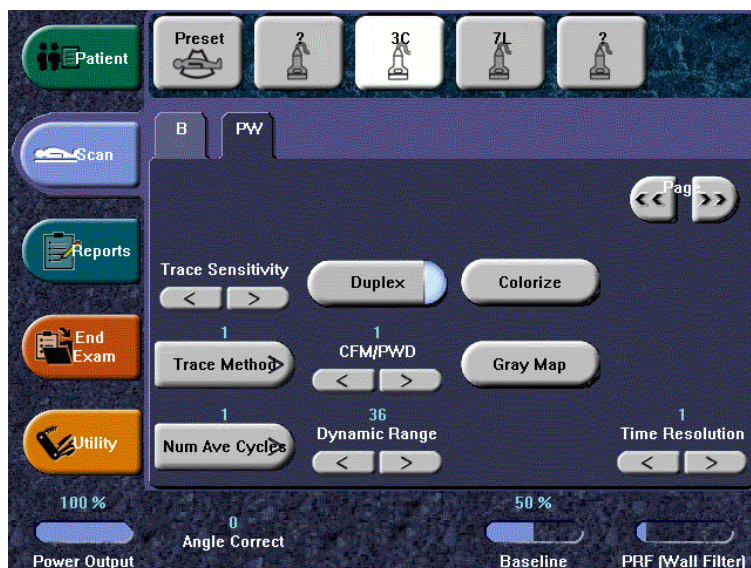 Patient
Preset
?
3C
7L
?
Scan
B
PW
Page
<<
>>
Reports
Trace Sensitivity
<
>
Duplex
Colorize
End
Exam
1
Trace Method
>
1
CFM/PWD
<
>
Gray Map
Utility
1
Num Ave Cycles
>
36
Dynamic Range
<
>
1
Time Resolution
<
>
100 %
Power Output
0
Angle Correct
50 %
Baseline
PRF (Wall Filter)